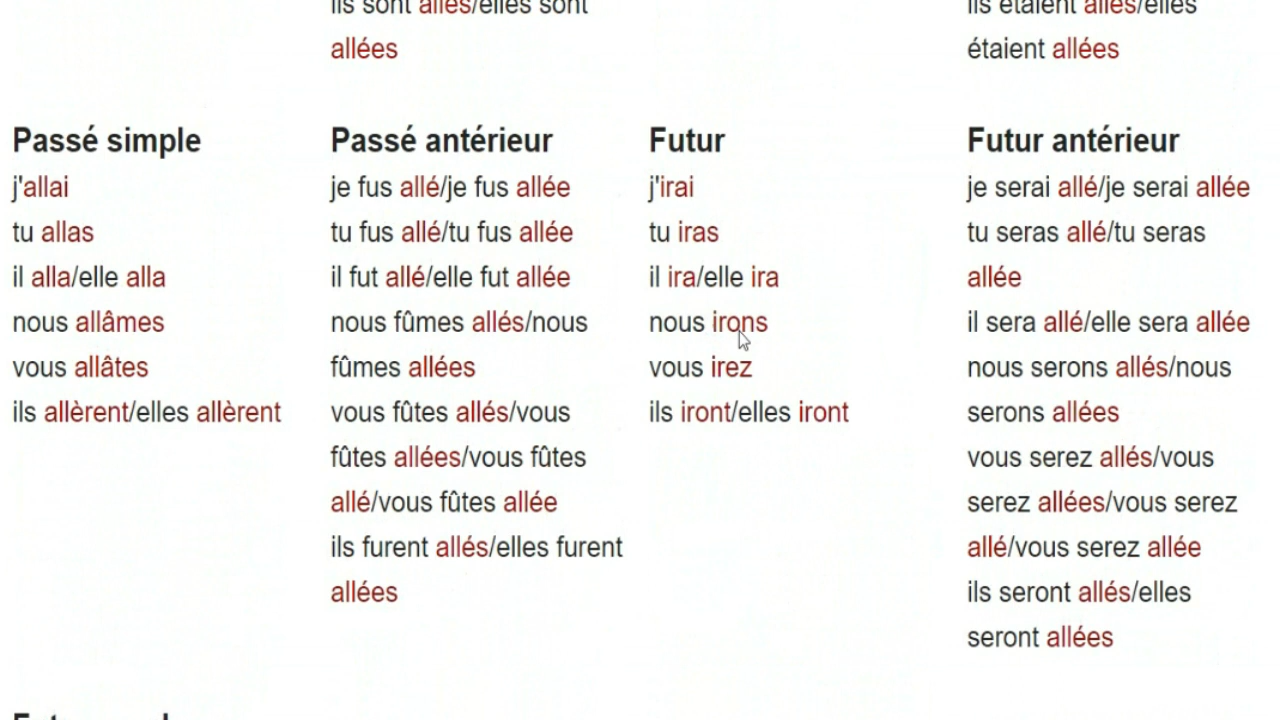 ils sont allés/elles sont
allées
ils étaient allés/elles
étaient allées
Passé simple
j'allai
tu allas
il alla/elle alla
nous allâmes
vous allâtes
ils allèrent/elles allèrent
Passé antérieur
je fus allé/je fus allée
tu fus allé/tu fus allée
il fut allé/elle fut allée
nous fûmes allés/nous
fûmes allées
vous fûtes allés/vous
fûtes allées/vous fûtes
allé/vous fûtes allée
ils furent allés/elles furent
allées
Futur
j'irai
tu iras
il ira/elle ira
nous irons
vous irez
ils iront/elles iront
Futur antérieur
je serai allé/je serai allée
tu seras allé/tu seras
allée
il sera allé/elle sera allée
nous serons allés/nous
serons allées
vous serez allés/vous
serez allées/vous serez
allé/vous serez allée
ils seront allés/elles
seront allées